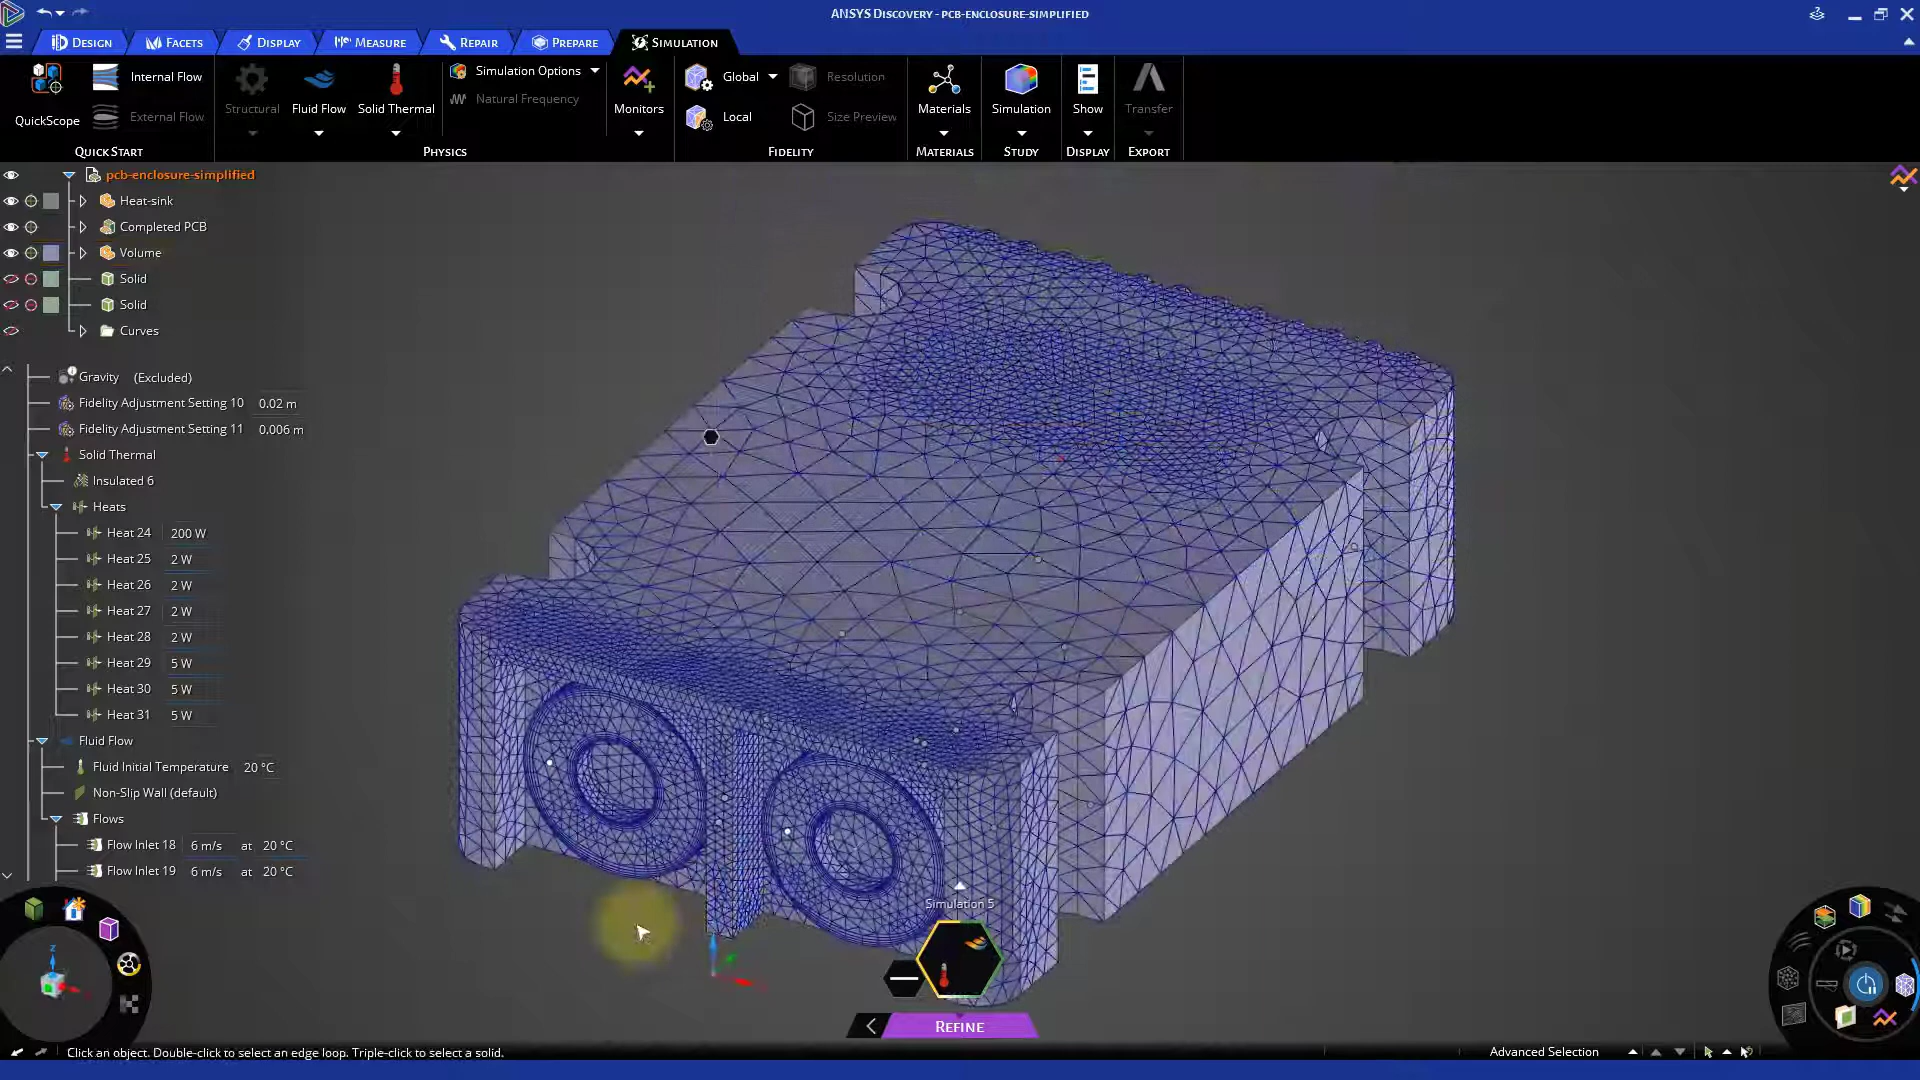 ANSYS Discovery - pcb-enclosure-simplified
Design
Facets
Display
Measure
Repair
Prepare
Simulation
QuickScope
Internal Flow
External Flow
Quick Start
Structural
Fluid Flow
Solid Thermal
Simulation Options
Natural Frequency
Physics
Monitors
Global
Local
Resolution
Size Preview
Fidelity
Materials
Materials
Simulation
Study
Show
Display
Transfer
Export
pcb-enclosure-simplified
Heat-sink
Completed PCB
Volume
Solid
Solid
Curves
Gravity (Excluded)
Fidelity Adjustment Setting 10 0.02 m
Fidelity Adjustment Setting 11 0.006 m
Solid Thermal
Insulated 6
Heats
Heat 24 200 W
Heat 25 2 W
Heat 26 2 W
Heat 27 2 W
Heat 28 2 W
Heat 29 5 W
Heat 30 5 W
Heat 31 5 W
Fluid Flow
Fluid Initial Temperature 20 °C
Non-Slip Wall (default)
Flows
Flow Inlet 18 6 m/s at 20 °C
Flow Inlet 19 6 m/s at 20 °C
Simulation 5
Refine
Z
Click an object. Double-click to select an edge loop. Triple-click to select a solid.
Advanced Selection